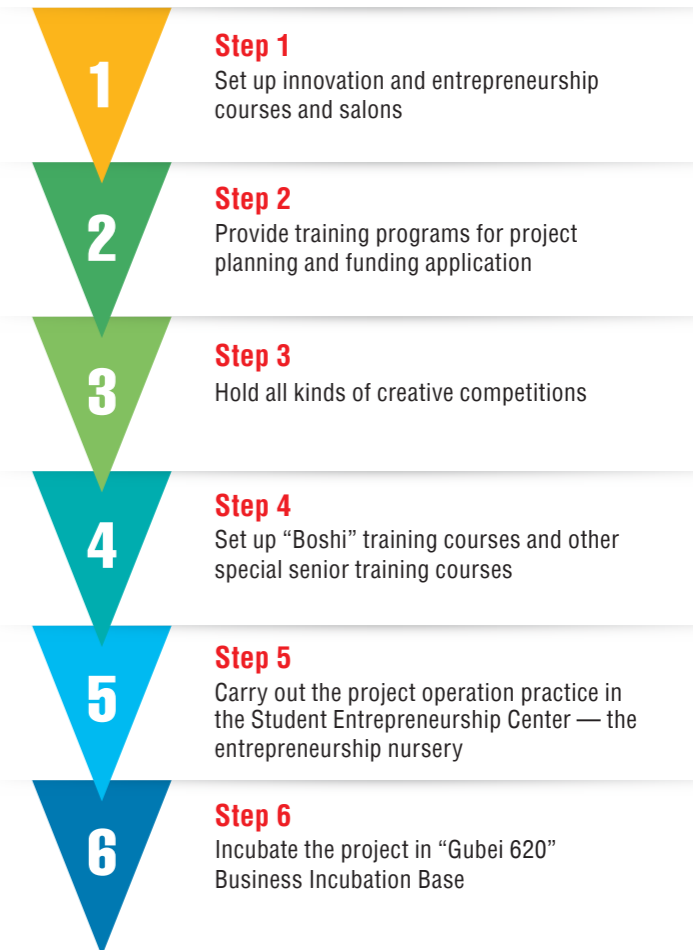 1
Step 1
Set up innovation and entrepreneurship
courses and salons
2
Step 2
Provide training programs for project
planning and funding application
3
Step 3
Hold all kinds of creative competitions
4
Step 4
Set up “Boshi” training courses and other
special senior training courses
5
Step 5
Carry out the project operation practice in
the Student Entrepreneurship Center — the
entrepreneurship nursery
6
Step 6
Incubate the project in “Gubei 620”
Business Incubation Base